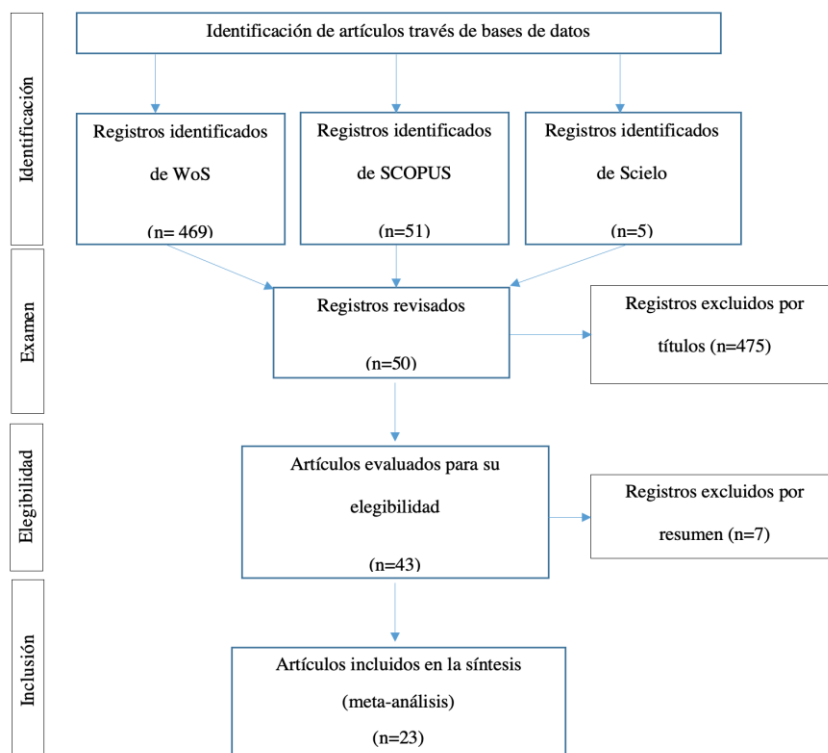 Identificación de artículos través de bases de datos
Identificación
Registros identificados
de WoS
(n= 469)
Registros identificados
de SCOPUS
(n=51)
Registros identificados
de Scielo
(n=5)
Examen
Registros revisados
(n=50)
Registros excluidos por
títulos (n=475)
Elegibilidad
Artículos evaluados para su
elegibilidad
(n=43)
Registros excluidos por
resumen (n=7)
Inclusión
Artículos incluidos en la síntesis
(meta-análisis)
(n=23)